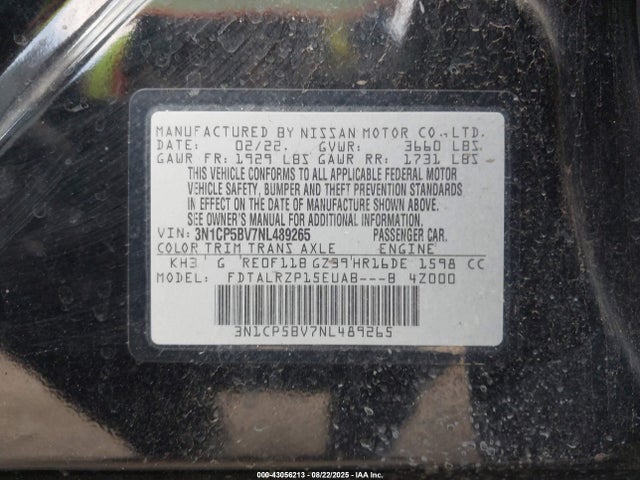 MANUFACTURED BY NISSAN MOTOR CO.,LTD.
DATE: 02/22. GVWR: 3660 LBS
GAWR FR: 1929 LBS GAWR RR: 1731 LBS
THIS VEHICLE CONFORMS TO ALL APPLICABLE FEDERAL MOTOR
VEHICLE SAFETY, BUMPER AND THEFT PREVENTION STANDARDS
IN EFFECT ON THE DATE OF MANUFACTURE SHOWN ABOVE.
SEE OWNER'S MANUAL FOR ADDITIONAL INFORMATION.
VIN: 3N1CP5BV7NL489265 PASSENGER CAR.
COLOR TRIM TRANS AXLE ENGINE
KH3 ' G 'RE0F11B GZ99'HR16DE 1598 CC
MODEL: FDTALRZP15EUAB---B 4Z000
3N1CP5BV7NL489265
000-43056213 - 08/22/2025 - IAA Inc.